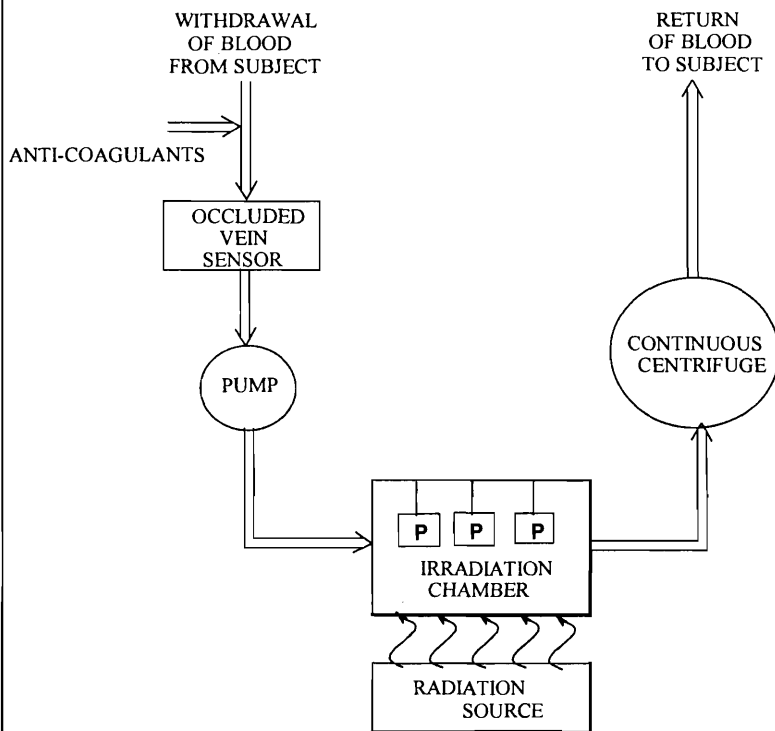 WITHDRAWAL
OF BLOOD
FROM SUBJECT
RETURN
OF BLOOD
TO SUBJECT
ANTI-COAGULANTS
OCCLUDED
VEIN
SENSOR
PUMP
CONTINUOUS
CENTRIFUGE
P P P
IRRADIATION
CHAMBER
RADIATION
SOURCE